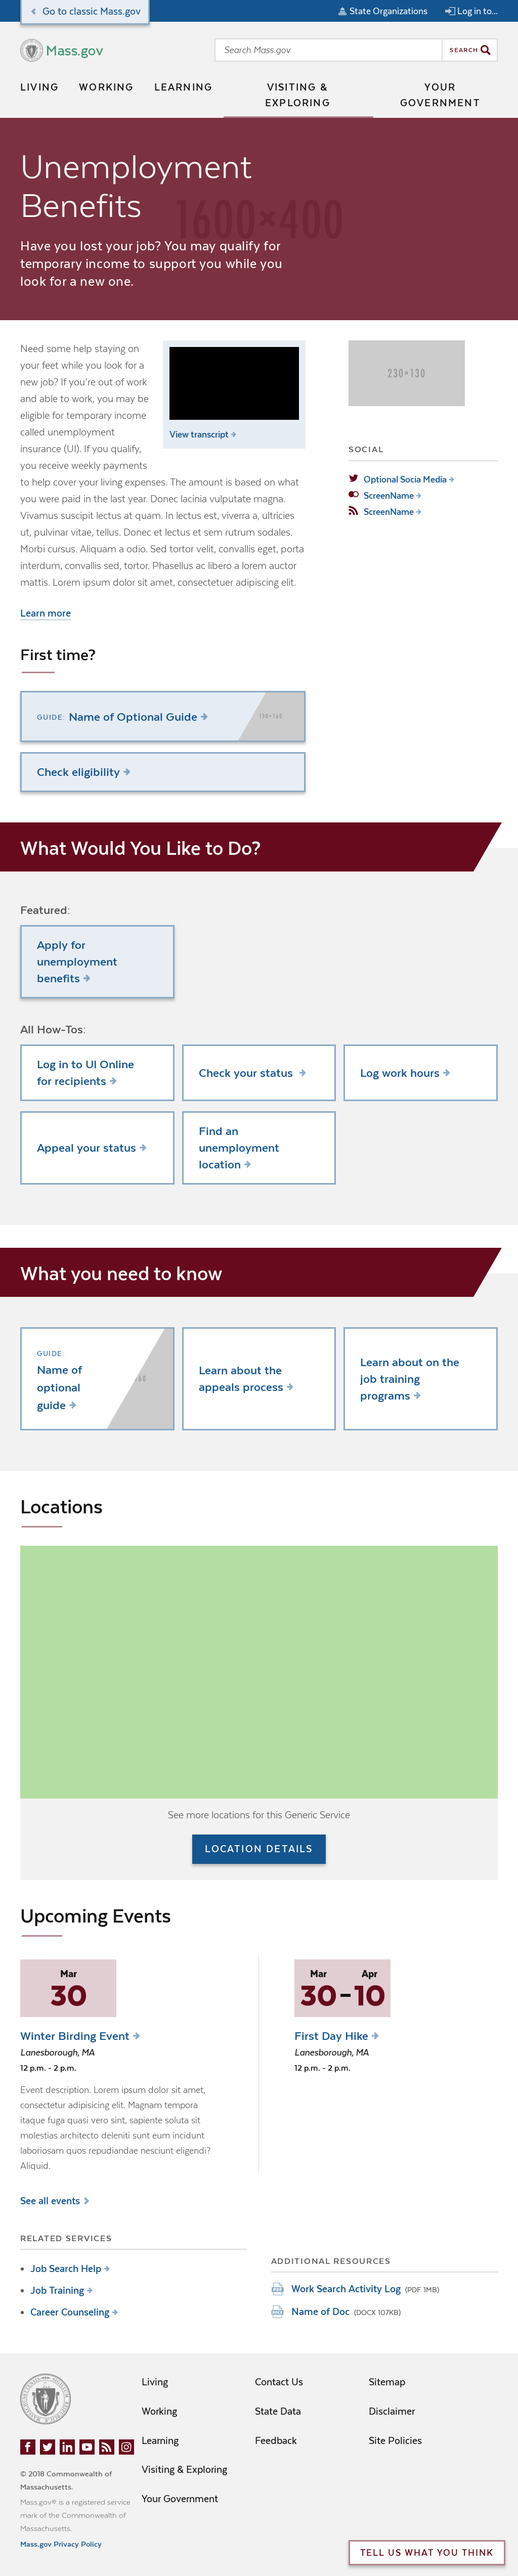 Go to classic Mass.gov
State Organizations
Log in to...
Mass.gov
Search Mass.gov
SEARCH
LIVING
WORKING
LEARNING
VISITING &
EXPLORING
YOUR
GOVERNMENT
Unemployment
Benefits
1600×400
Have you lost your job? You may qualify for
temporary income to support you while you
look for a new one.
Need some help staying on
your feet while you look for a
new job? If you're out of work
and able to work, you may be
eligible for temporary income
called unemployment
insurance (UI). If you qualify,
you receive weekly payments
to help cover your living expenses. The amount is based on what
you were paid in the last year. Donec lacinia vulputate magna.
Vivamus suscipit lectus at quam. In lectus est, viverra a, ultricies
ut, pulvinar vitae, tellus. Donec et lectus et sem rutrum sodales.
Morbi cursus. Aliquam a odio. Sed tortor velit, convallis eget, porta
interdum, convallis sed, tortor. Phasellus ac libero a lorem auctor
mattis. Lorem ipsum dolor sit amet, consectetuer adipiscing elit.
View transcript
Learn more
230×130
SOCIAL
Optional Socia Media
ScreenName
ScreenName
First time?
GUIDE: Name of Optional Guide
130×160
Check eligibility
What Would You Like to Do?
Featured:
Apply for
unemployment
benefits
All How-Tos:
Log in to UI Online
for recipients
Check your status
Log work hours
Appeal your status
Find an
unemployment
location
What you need to know
GUIDE:
Name of
optional
guide
60
Learn about the
appeals process
Learn about on the
job training
programs
Locations
See more locations for this Generic Service
LOCATION DETAILS
Upcoming Events
Mar
30
Winter Birding Event
Lanesborough, MA
12 p.m. - 2 p.m.
Event description. Lorem ipsum dolor sit amet,
consectetur adipisicing elit. Magnam tempora
itaque fuga quasi vero sint, sapiente soluta sit
molestias architecto deleniti sunt eum incidunt
laboriosam quos repudiandae nesciunt eligendi?
Aliquid.
Mar Apr
30-10
First Day Hike
Lanesborough, MA
12 p.m. - 2 p.m.
See all events
RELATED SERVICES
Job Search Help
Job Training
Career Counseling
ADDITIONAL RESOURCES
Work Search Activity Log (PDF 1MB)
Name of Doc (DOCX 107KB)
Living
Working
Learning
Visiting & Exploring
Your Government
Contact Us
State Data
Feedback
Sitemap
Disclaimer
Site Policies
© 2018 Commonwealth of
Massachusetts.
Mass.gov® is a registered service
mark of the Commonwealth of
Massachusetts.
Mass.gov Privacy Policy
TELL US WHAT YOU THINK